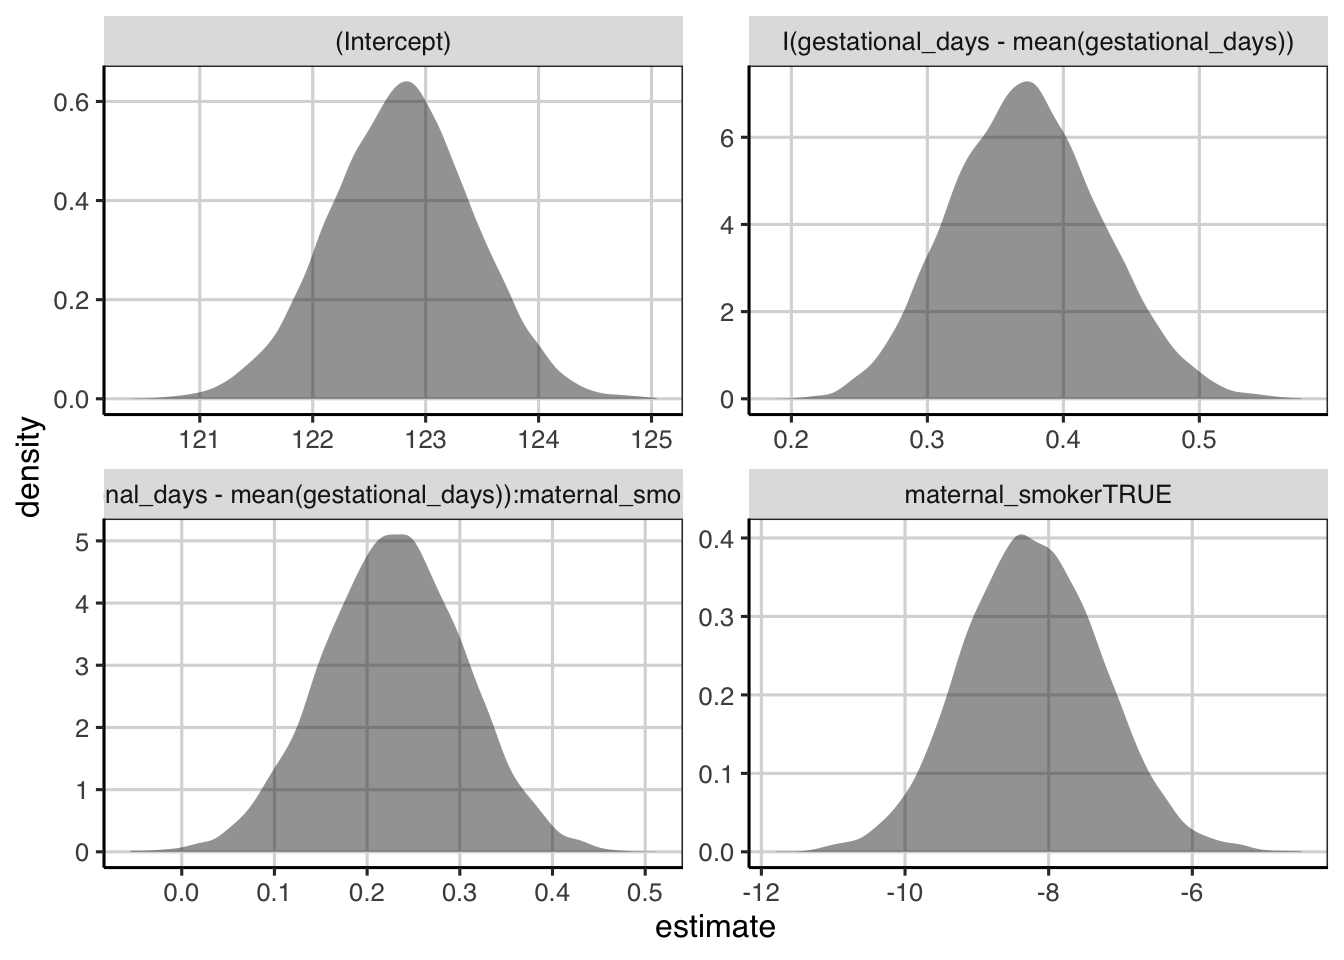 (Intercept)
I(gestational_days - mean(gestational_days))
0.6
0.4
0.2
0.0
121 122 123 124 125
6
4
2
0
0.2 0.3 0.4 0.5
density
nal_days - mean(gestational_days)):maternal_smo
maternal_smokerTRUE
5
4
3
2
1
0
0.0 0.1 0.2 0.3 0.4 0.5
0.4
0.3
0.2
0.1
0.0
-12 -10 -8 -6
estimate